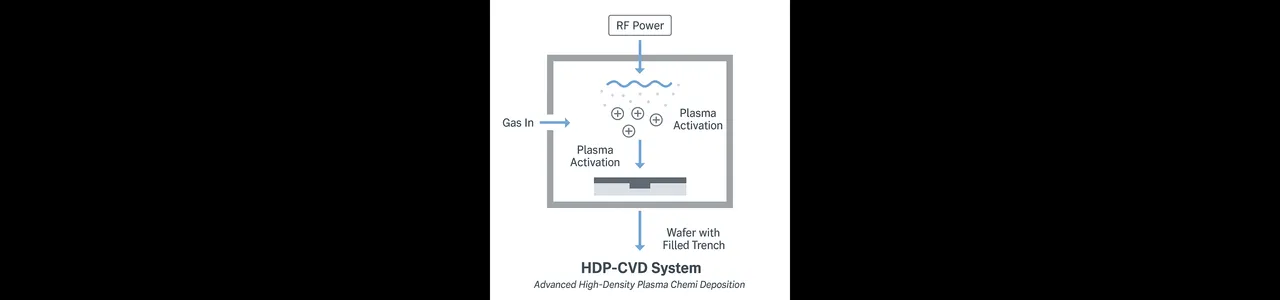 RF Power
Gas In
Plasma
Activation
Plasma
Activation
Wafer with
Filled Trench
HDP-CVD System
Advanced High-Density Plasma Chemi Deposition